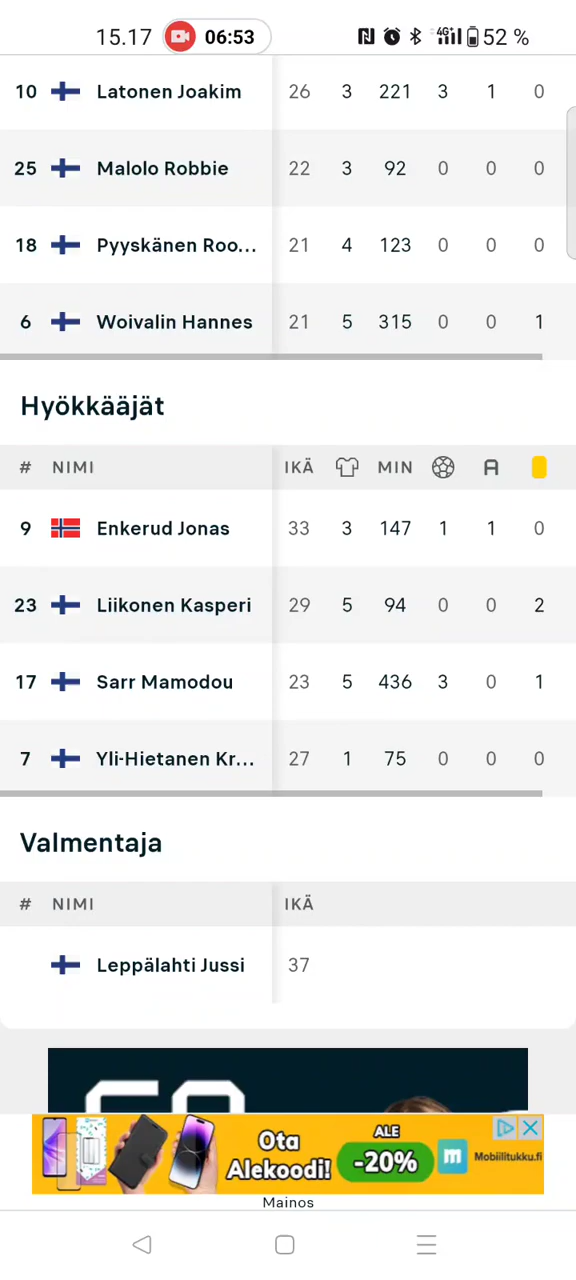 15.17 06:53 4G+ 52 %
10 Latonen Joakim 26 3 221 3 1 0
25 Malolo Robbie 22 3 92 0 0 0
18 Pyyskänen Roo... 21 4 123 0 0 0
6 Woivalin Hannes 21 5 315 0 0 1
Hyökkääjät
# NIMI IKÄ MIN A
9 Enkerud Jonas 33 3 147 1 1 0
23 Liikonen Kasperi 29 5 94 0 0 2
17 Sarr Mamodou 23 5 436 3 0 1
7 Yli-Hietanen Kr... 27 1 75 0 0 0
Valmentaja
# NIMI IKÄ
Leppälahti Jussi 37
Ota
Alekoodi!
ALE
-20%
m Mobiilitukku.fi
Mainos